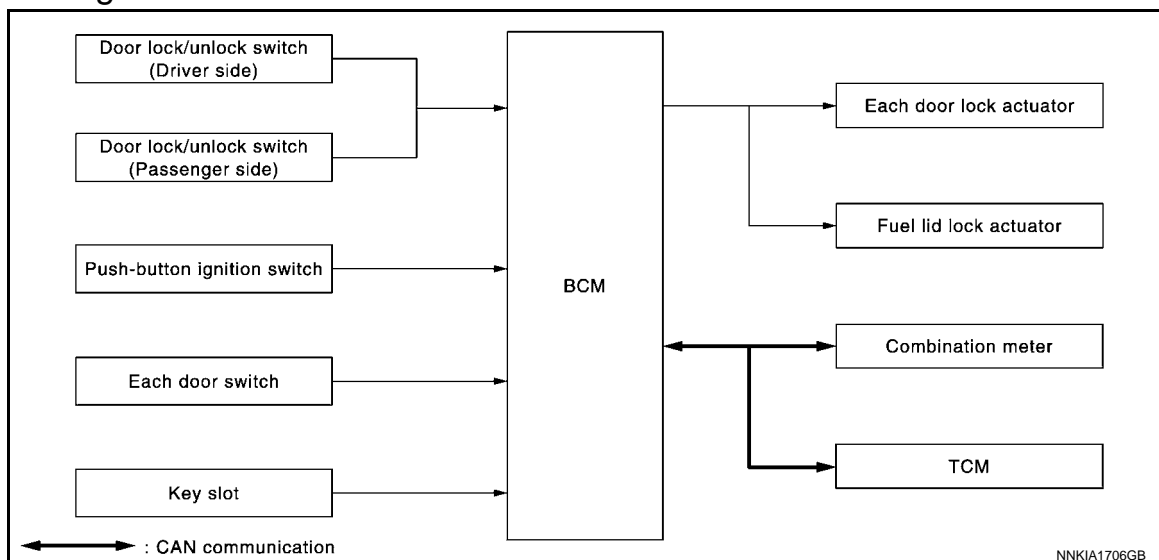 Door lock/unlock switch
(Driver side)
Door lock/unlock switch
(Passenger side)
Push-button ignition switch
Each door switch
Key slot
BCM
Each door lock actuator
Fuel lid lock actuator
Combination meter
TCM
: CAN communication
NNKIA1706GB